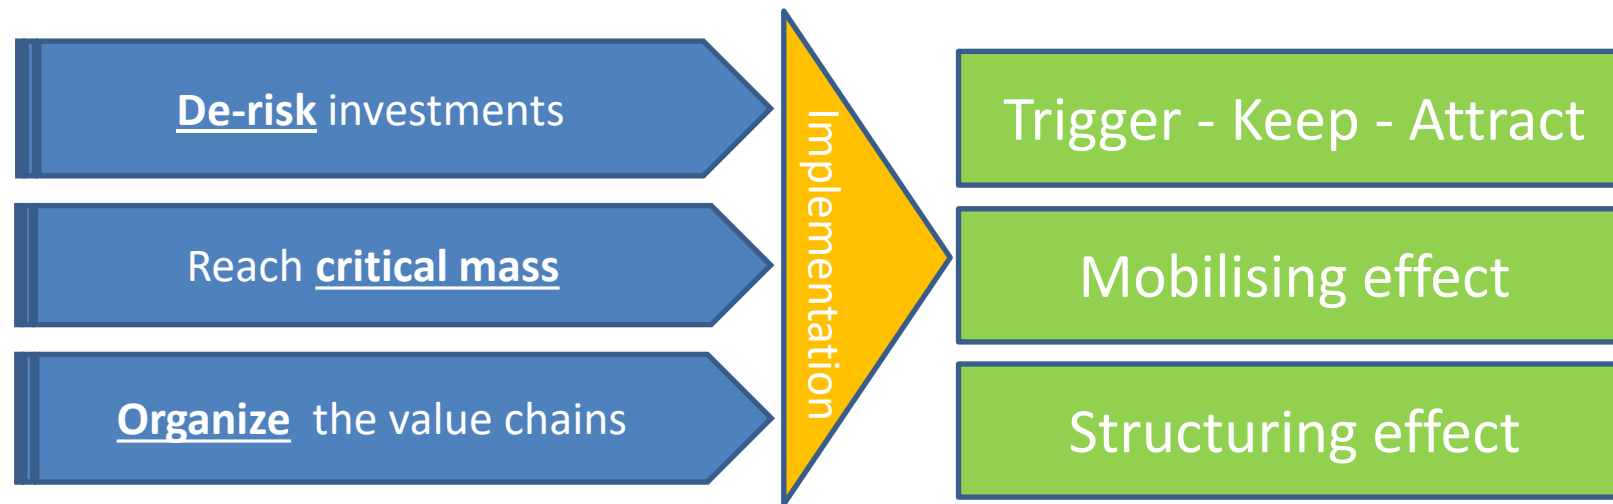 De-risk investments
Reach critical mass
Organize the value chains
Implementation
Trigger - Keep - Attract
Mobilising effect
Structuring effect